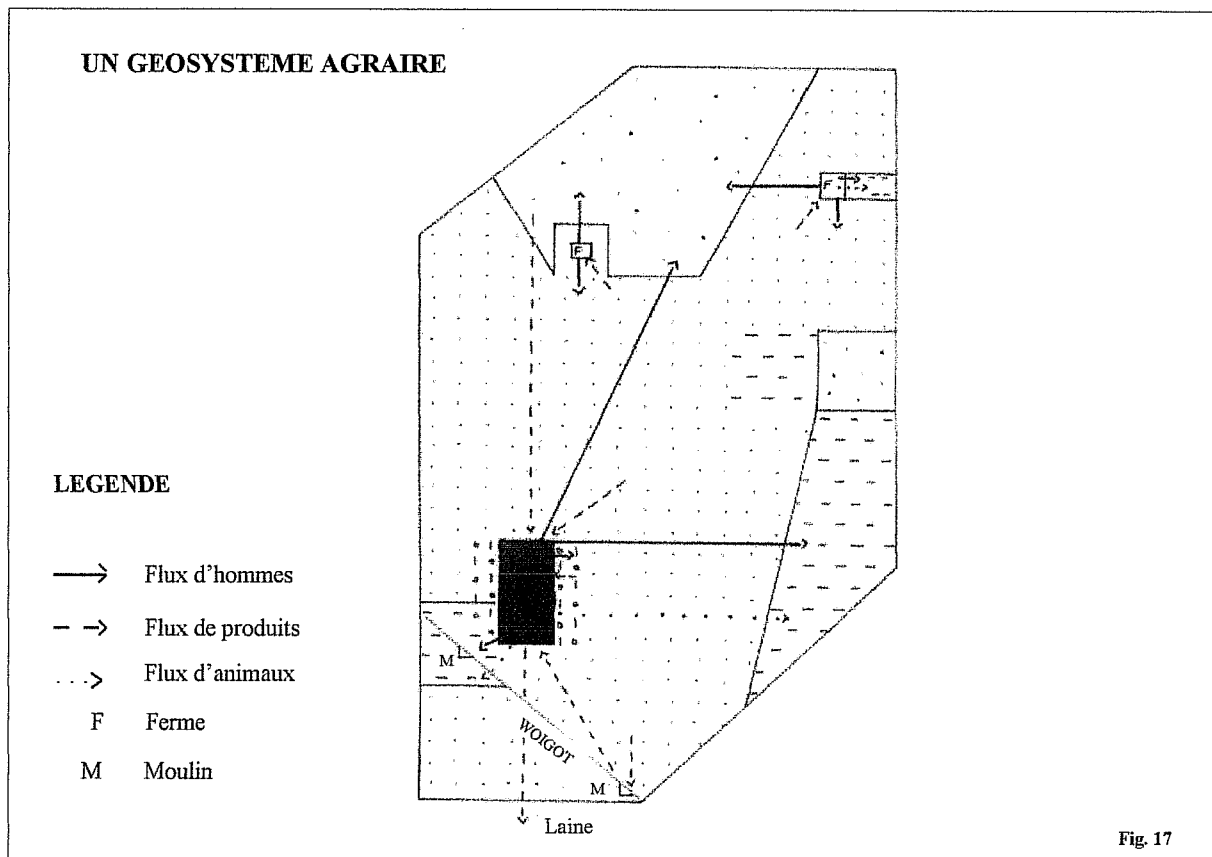 UN GEOSYSTEME AGRAIRE
F
F
LEGENDE
Flux d'hommes
Flux de produits
Flux d'animaux
F Ferme
M Moulin
M
WOIGOT
M
Laine
Fig. 17